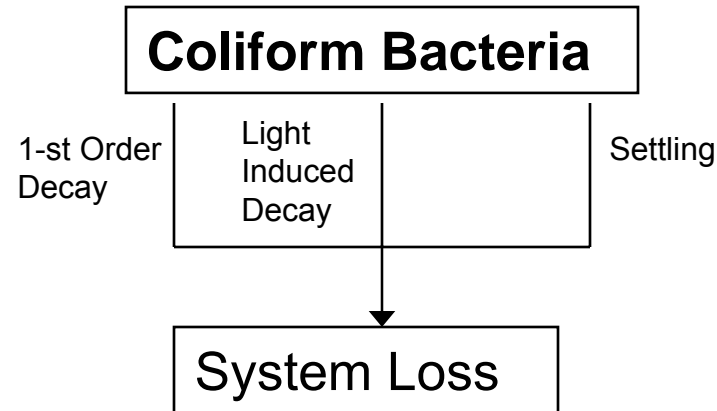 Coliform Bacteria
1-st Order
Decay
Light
Induced
Decay
Settling
System Loss